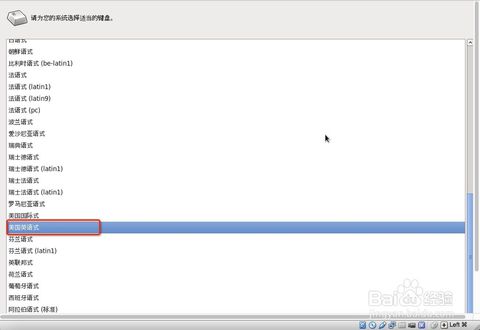 请为您的系统选择适当的键盘。
日语式
朝鲜语式
比利时语式 (be-latin1)
法语式
法语式 (latin1)
法语式 (latin9)
法语式 (pc)
波兰语式
爱沙尼亚语式
瑞典语式
瑞士德语式
瑞士德语式 (latin1)
瑞士法语式
瑞士法语式 (latin1)
罗马尼亚语式
美国国际式
美国英语式
芬兰语式
芬兰语式 (latin1)
英联邦式
荷兰语式
葡萄牙语式
西班牙语式
阿拉伯语式 (标准)
Baidu 经验
jingyan.baidu.com
Left ⌘